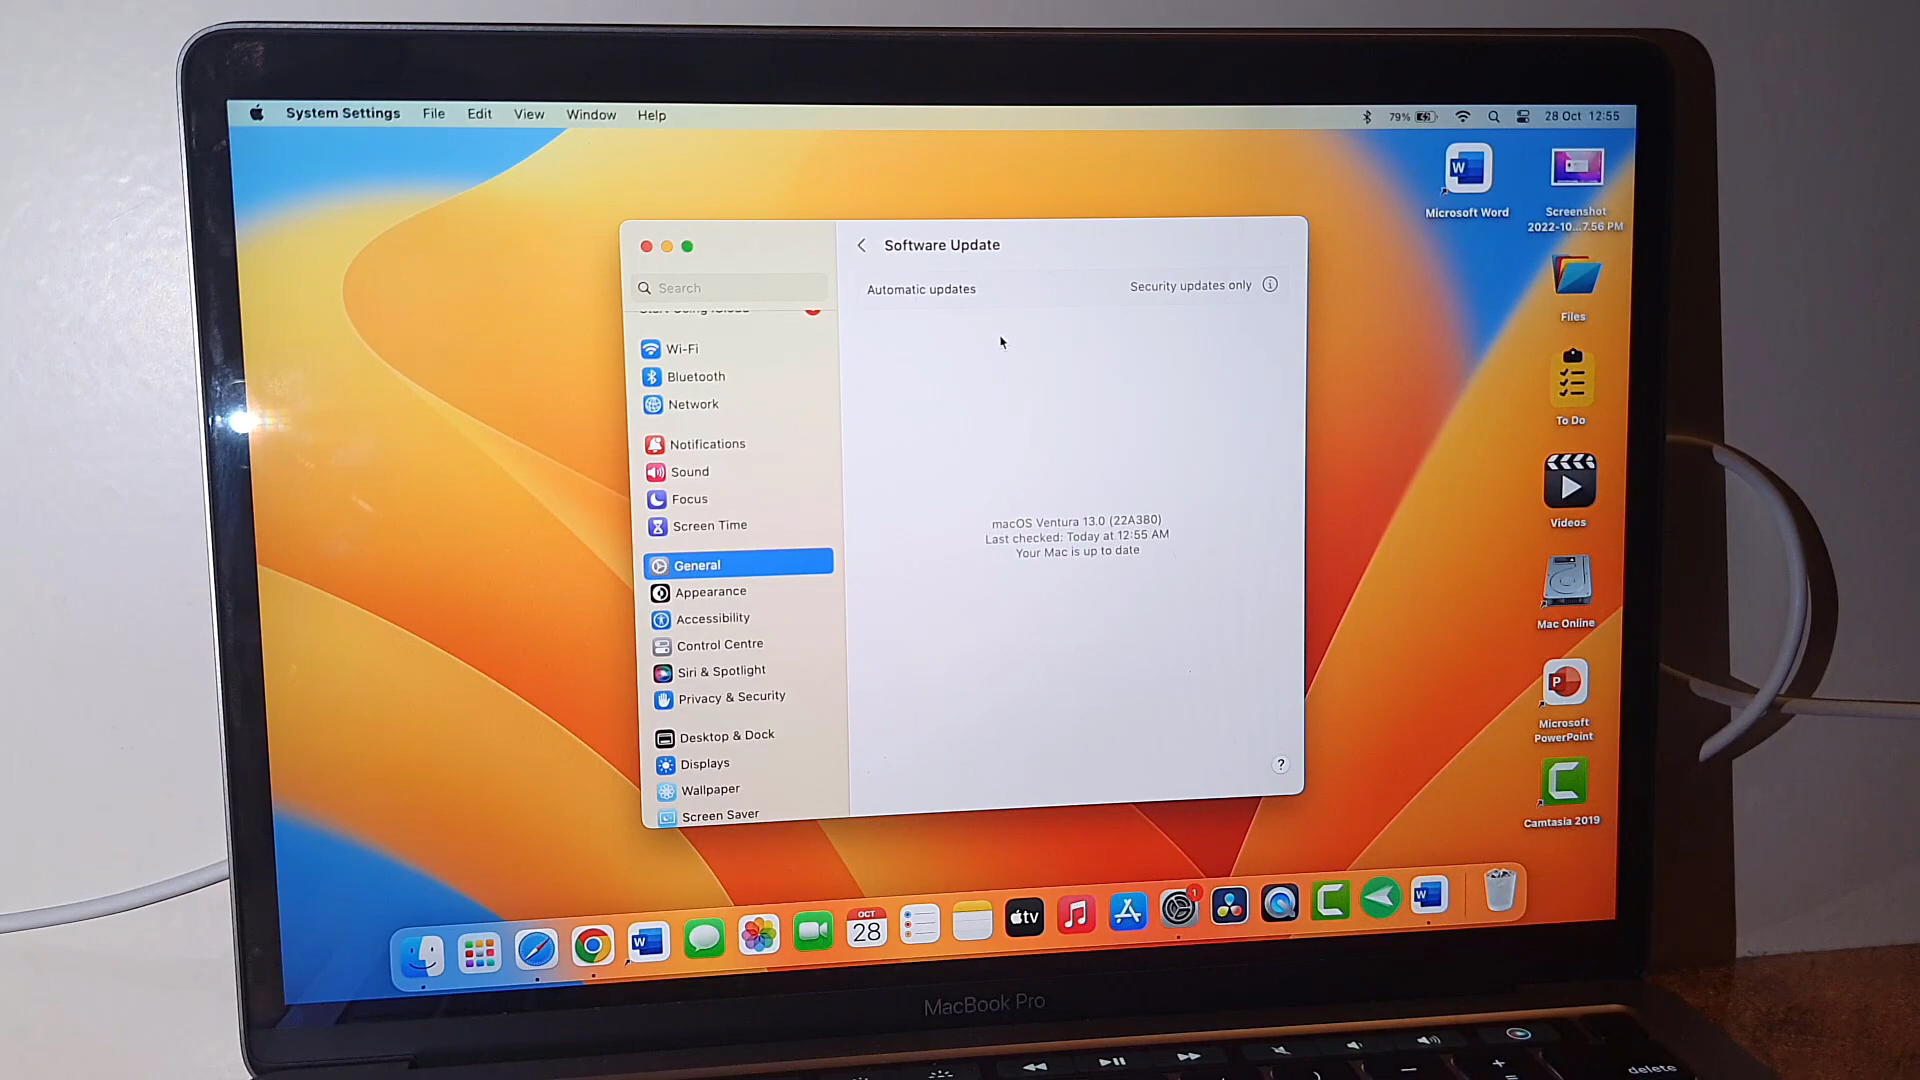 System Settings File Edit View Window Help
79% 28 Oct 12:55
Microsoft Word
Screenshot
2022-10...7.56 PM
Files
To Do
Videos
Mac Online
Microsoft
PowerPoint
Camtasia 2019
Software Update
Search
Automatic updates
Security updates only
Start Using iCloud
Wi-Fi
Bluetooth
Network
Notifications
Sound
Focus
Screen Time
General
Appearance
Accessibility
Control Centre
Siri & Spotlight
Privacy & Security
Desktop & Dock
Displays
Wallpaper
Screen Saver
macOS Ventura 13.0 (22A380)
Last checked: Today at 12:55 AM
Your Mac is up to date
?
W
P
W
OCT
28
tv
1
W
MacBook Pro
delete